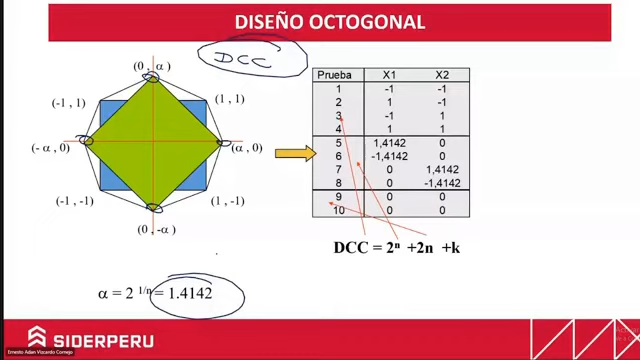 DISEÑO OCTOGONAL
DCC
(0 , α )
(-1 , 1)
(1 , 1)
(- α , 0)
(α , 0)
(-1 , -1)
(1 , -1)
(0 , -α )
α = 2 1/n = 1.4142
Prueba X1 X2
1 -1 -1
2 1 -1
3 -1 1
4 1 1
5 1,4142 0
6 -1,4142 0
7 0 1,4142
8 0 -1,4142
9 0 0
10 0 0
DCC = 2ⁿ +2n +k
SIDERPERU
Ernesto Adan Vizcardo Cornejo